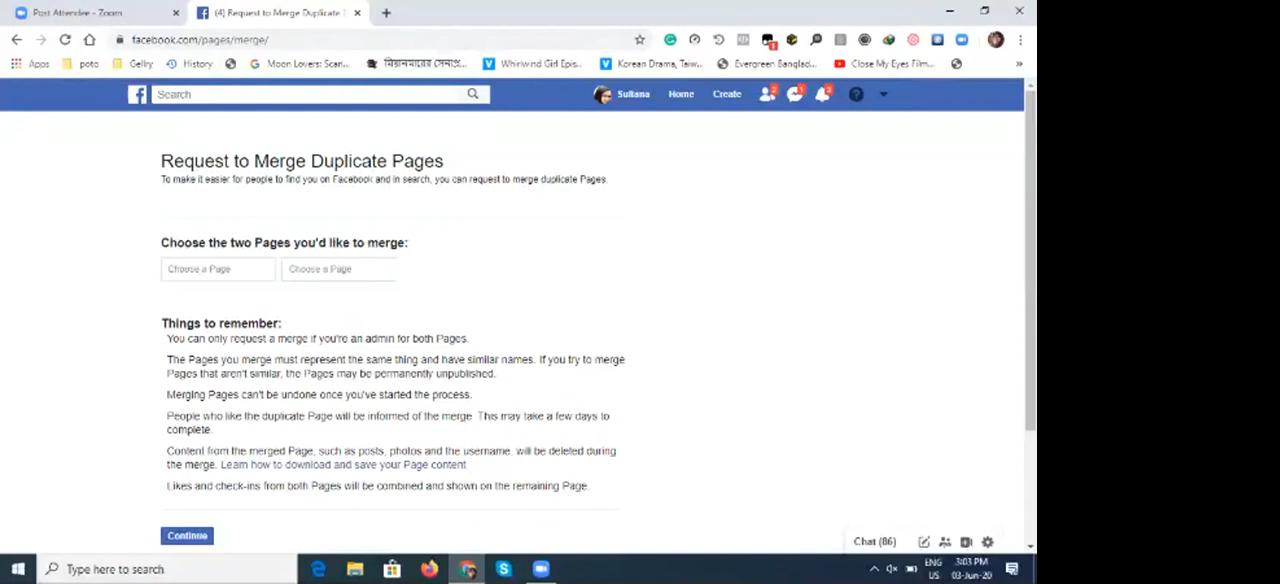 Post Attendee - Zoom
(4) Request to Merge Duplicate
facebook.com/pages/merge/
Apps
poto
Gellry
History
Moon Lovers: Scar...
Whirlwind Girl Epis...
Korean Drama, Taiw...
Evergreen Banglad...
Close My Eyes Film...
Search
Sultana
Home
Create
Request to Merge Duplicate Pages
To make it easier for people to find you on Facebook and in search, you can request to merge duplicate Pages.
Choose the two Pages you'd like to merge:
Choose a Page
Choose a Page
Things to remember:
You can only request a merge if you're an admin for both Pages.
The Pages you merge must represent the same thing and have similar names. If you try to merge
Pages that aren't similar, the Pages may be permanently unpublished.
Merging Pages can't be undone once you've started the process.
People who like the duplicate Page will be informed of the merge. This may take a few days to
complete.
Content from the merged Page, such as posts, photos and the username, will be deleted during
the merge. Learn how to download and save your Page content
Likes and check-ins from both Pages will be combined and shown on the remaining Page.
Continue
Chat (86)
Type here to search
ENG
US
3:03 PM
03-Jun-20